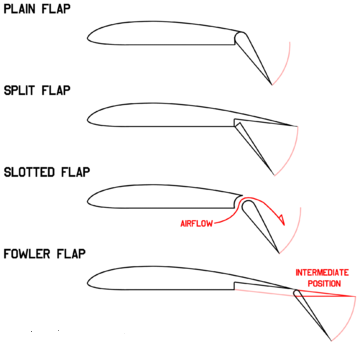 PLAIN FLAP
SPLIT FLAP
SLOTTED FLAP
AIRFLOW
FOWLER FLAP
INTERMEDIATE
POSITION